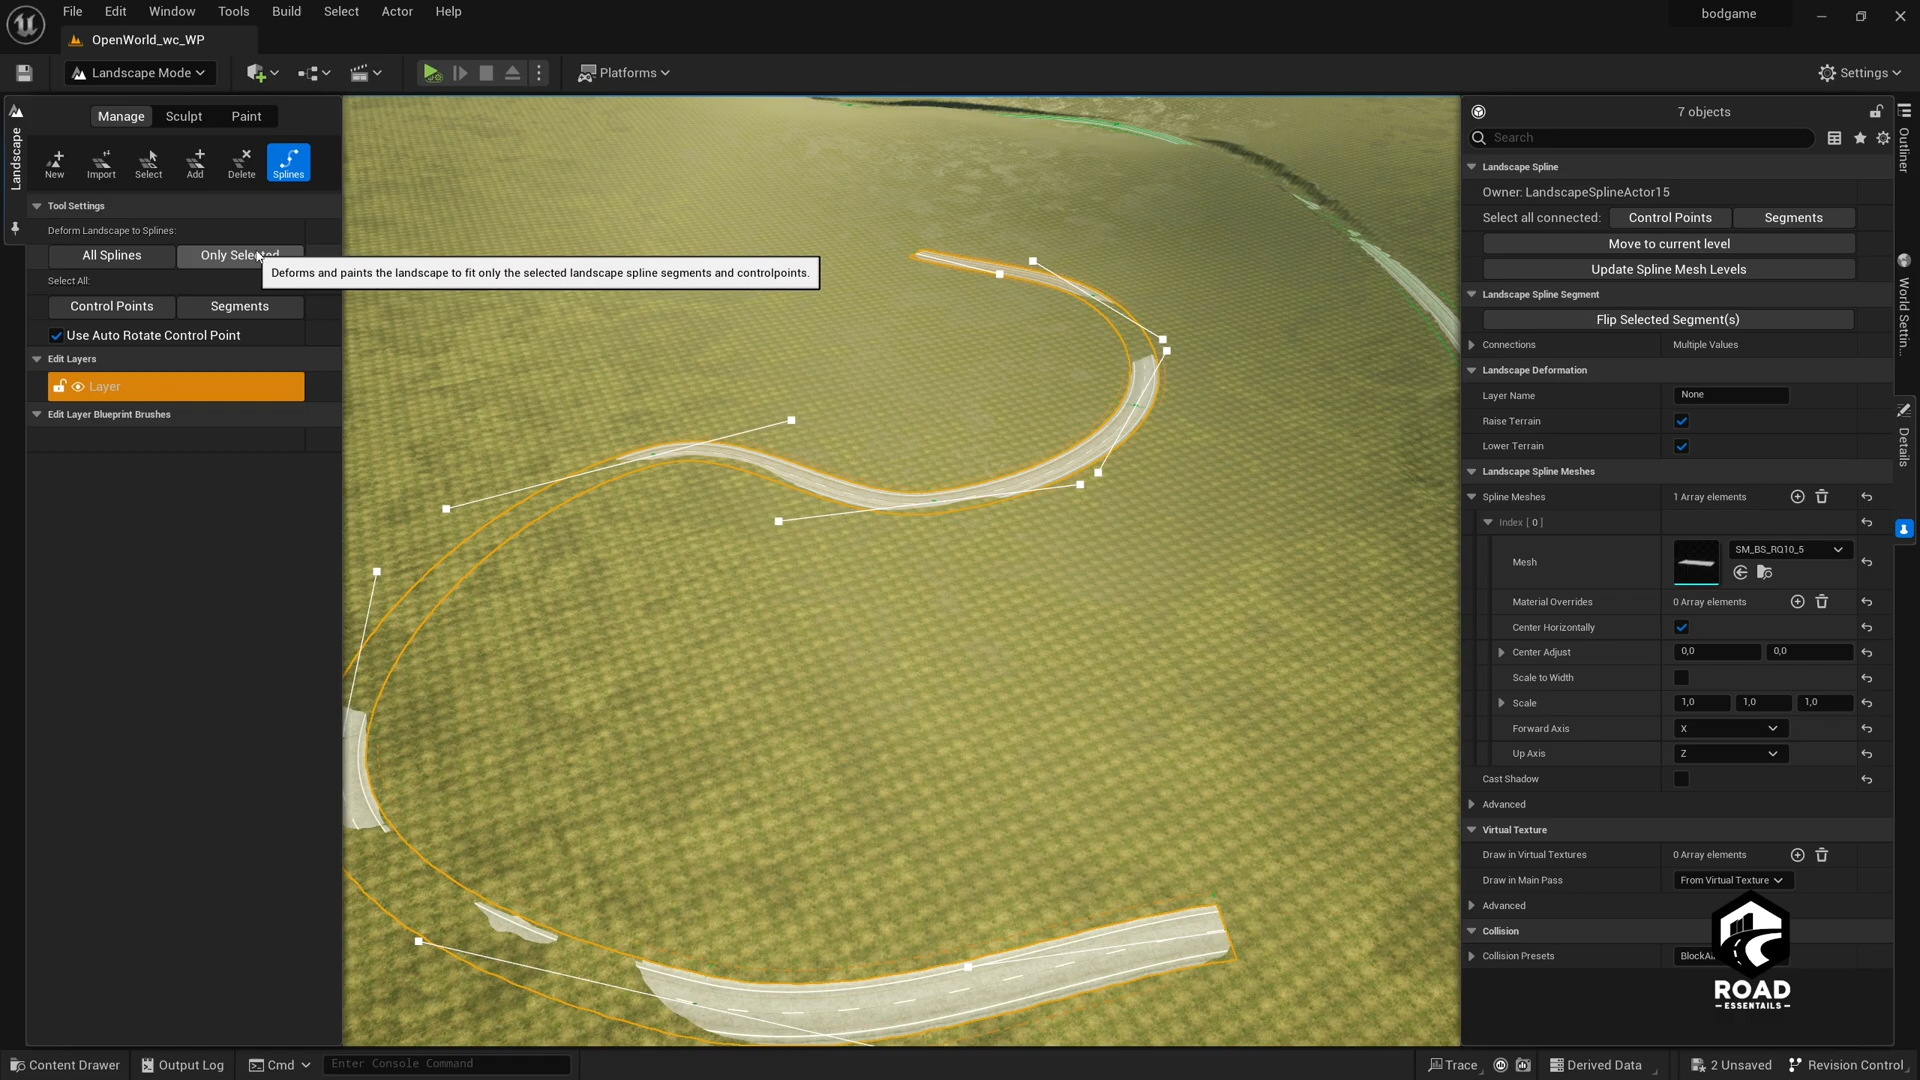 File Edit Window Tools Build Select Actor Help
bodgame
OpenWorld_wc_WP
Landscape Mode
Platforms
Settings
Landscape
Manage Sculpt Paint
New Import Select Add Delete Splines
Tool Settings
Deform Landscape to Splines:
All Splines Only Selected
Deforms and paints the landscape to fit only the selected landscape spline segments and controlpoints.
Select All:
Control Points Segments
Use Auto Rotate Control Point
Edit Layers
Layer
Edit Layer Blueprint Brushes
7 objects
Search
Landscape Spline
Owner: LandscapeSplineActor15
Select all connected: Control Points Segments
Move to current level
Update Spline Mesh Levels
Landscape Spline Segment
Flip Selected Segment(s)
Connections Multiple Values
Landscape Deformation
Layer Name None
Raise Terrain
Lower Terrain
Landscape Spline Meshes
Spline Meshes 1 Array elements
Index [ 0 ]
Mesh SM_BS_RQ10_5
Material Overrides 0 Array elements
Center Horizontally
Center Adjust 0,0 0,0
Scale to Width
Scale 1,0 1,0 1,0
Forward Axis X
Up Axis Z
Cast Shadow
Advanced
Virtual Texture
Draw in Virtual Textures 0 Array elements
Draw in Main Pass From Virtual Texture
Advanced
Collision
Collision Presets
ROAD
ESSENTAILS
Outliner
World Settin...
Details
Content Drawer Output Log Cmd Enter Console Command
Trace Derived Data 2 Unsaved Revision Control